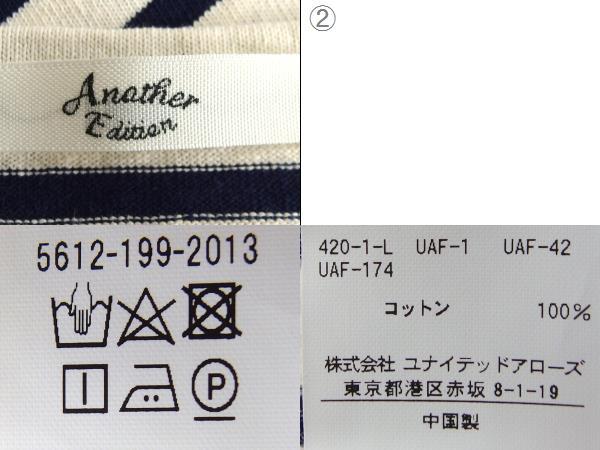 Another
Edition
②
5612-199-2013
420-1-L UAF-1 UAF-42
UAF-174
コットン 100%
株式会社 ユナイテッドアローズ
東京都港区赤坂 8-1-19
中国製
I
P